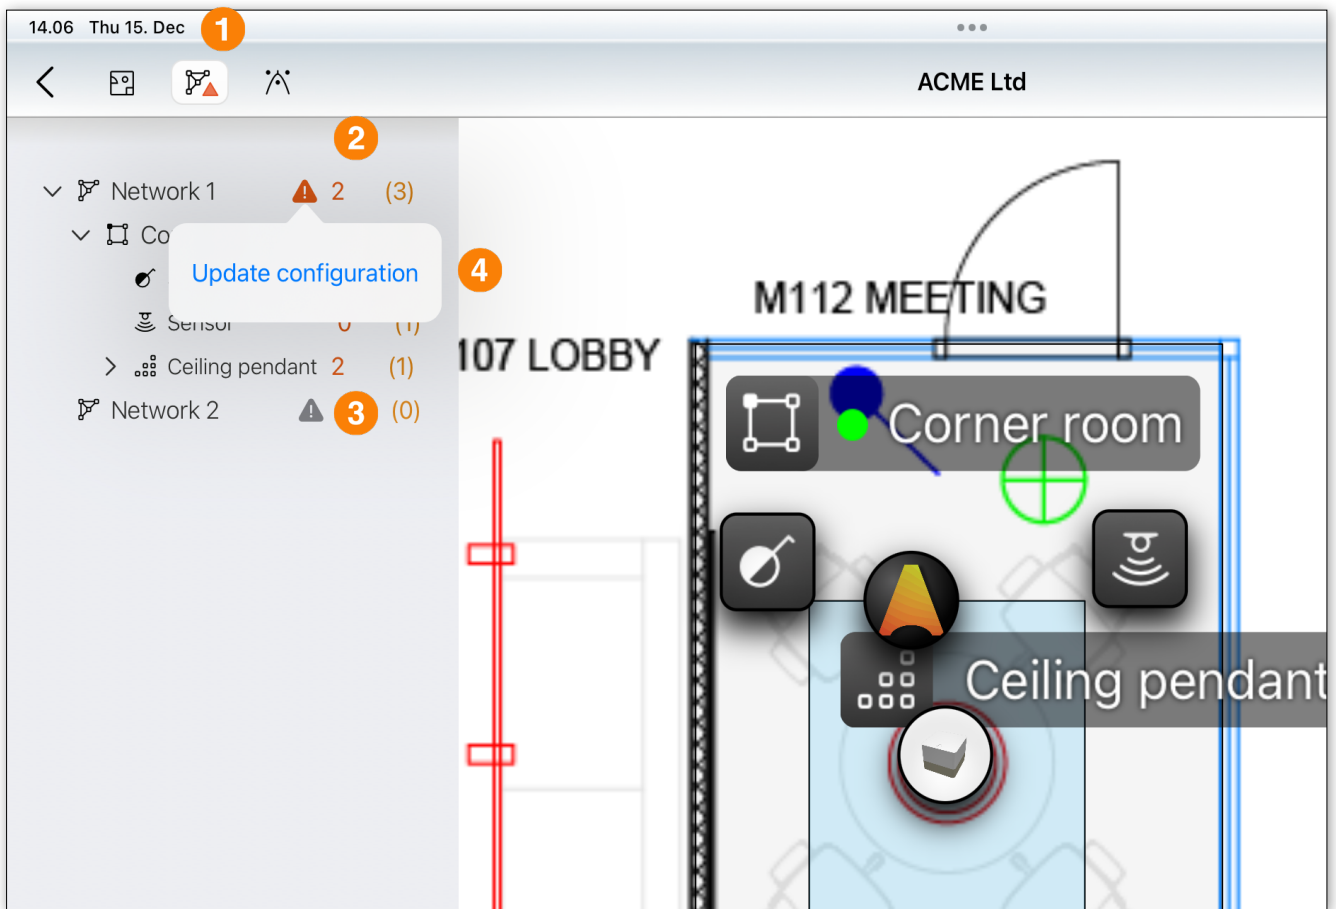 14.06 Thu 15. Dec 1
ACME Ltd
2
Network 1 2 (3)
Co
Update configuration 4
Sensor 0 (1)
Ceiling pendant 2 (1)
Network 2 3 (0)
M112 MEETING
107 LOBBY
Corner room
Ceiling pendant